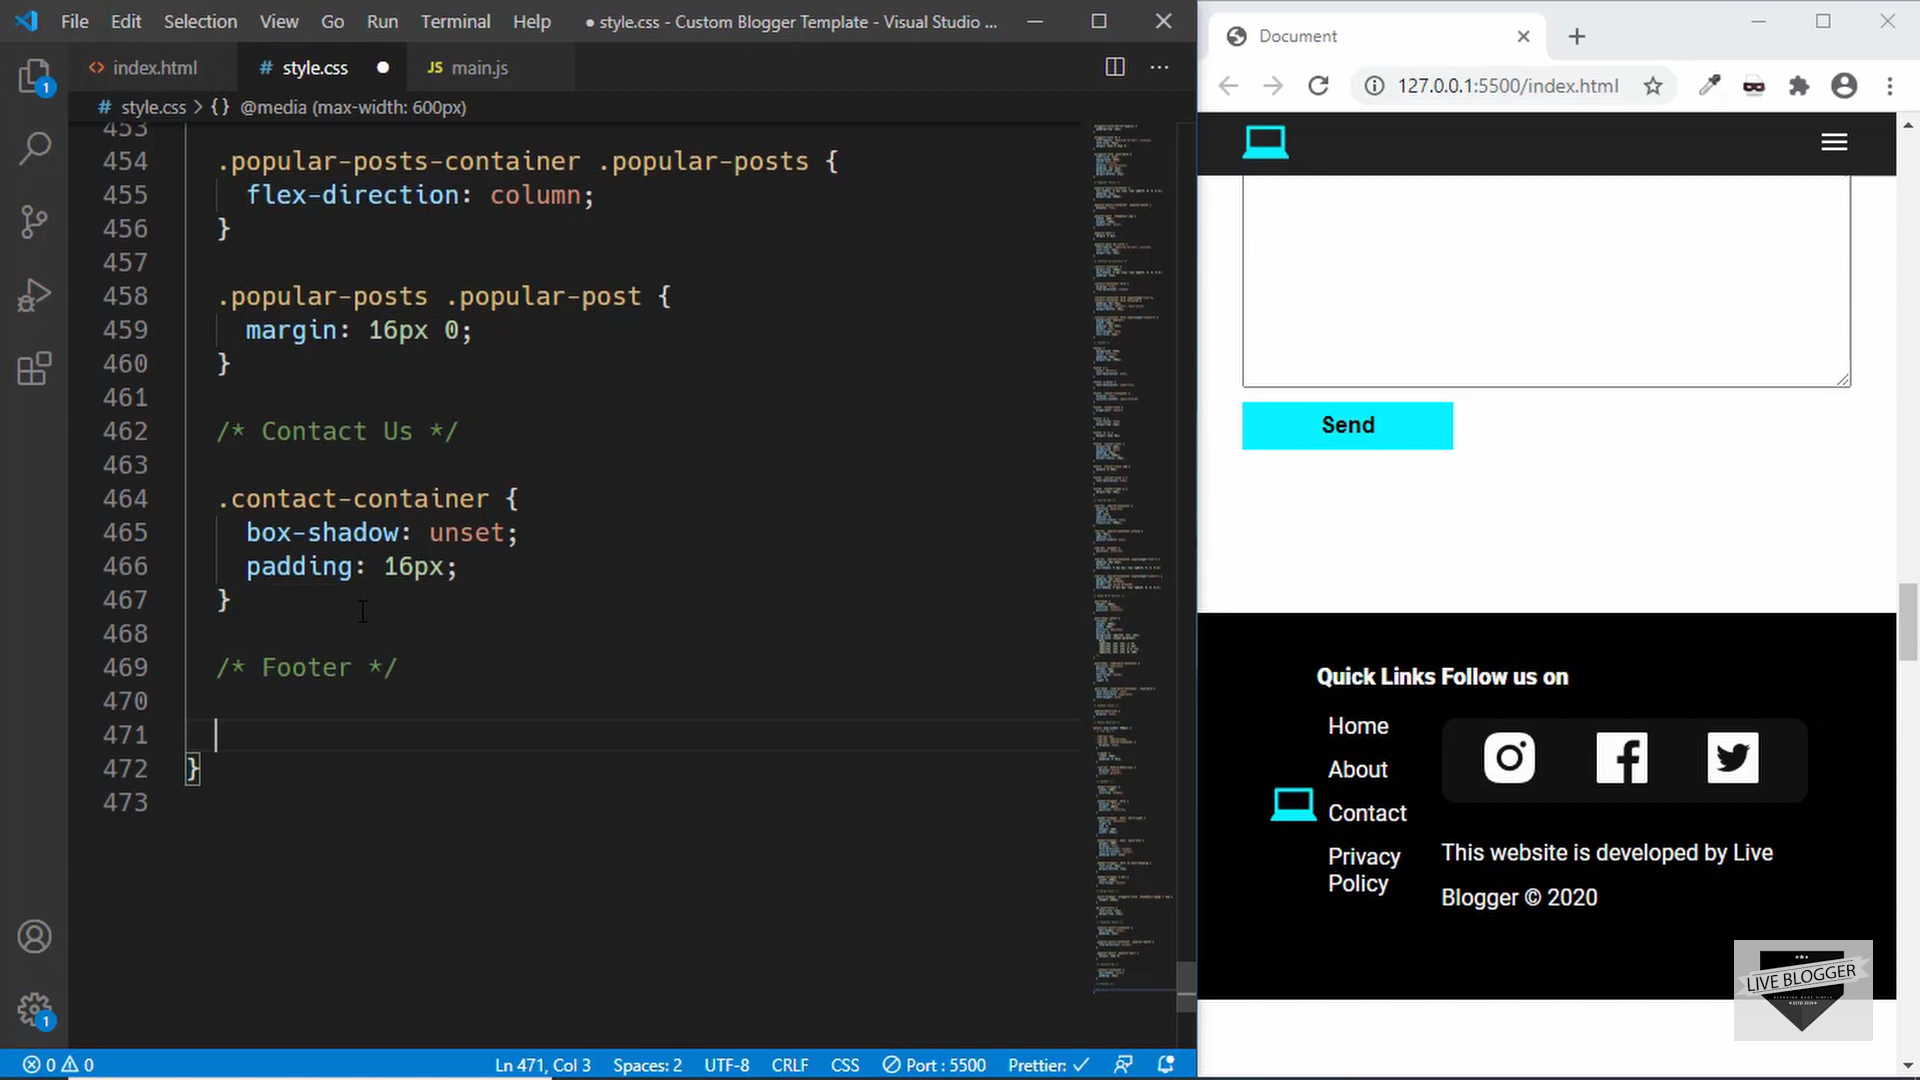 File Edit Selection View Go Run Terminal Help ● style.css - Custom Blogger Template - Visual Studio ...
index.html
# style.css ●
JS main.js
# style.css > {} @media (max-width: 600px)
453
454 .popular-posts-container .popular-posts {
455 flex-direction: column;
456 }
457
458 .popular-posts .popular-post {
459 margin: 16px 0;
460 }
461
462 /* Contact Us */
463
464 .contact-container {
465 box-shadow: unset;
466 padding: 16px;
467 }
468
469 /* Footer */
470
471
472 }
473
1
1
0 0 Ln 471, Col 3 Spaces: 2 UTF-8 CRLF CSS Port : 5500 Prettier: ✓
Document
127.0.0.1:5500/index.html
Send
Quick Links
Home
About
Contact
Privacy
Policy
Follow us on
This website is developed by Live
Blogger © 2020
LIVE BLOGGER